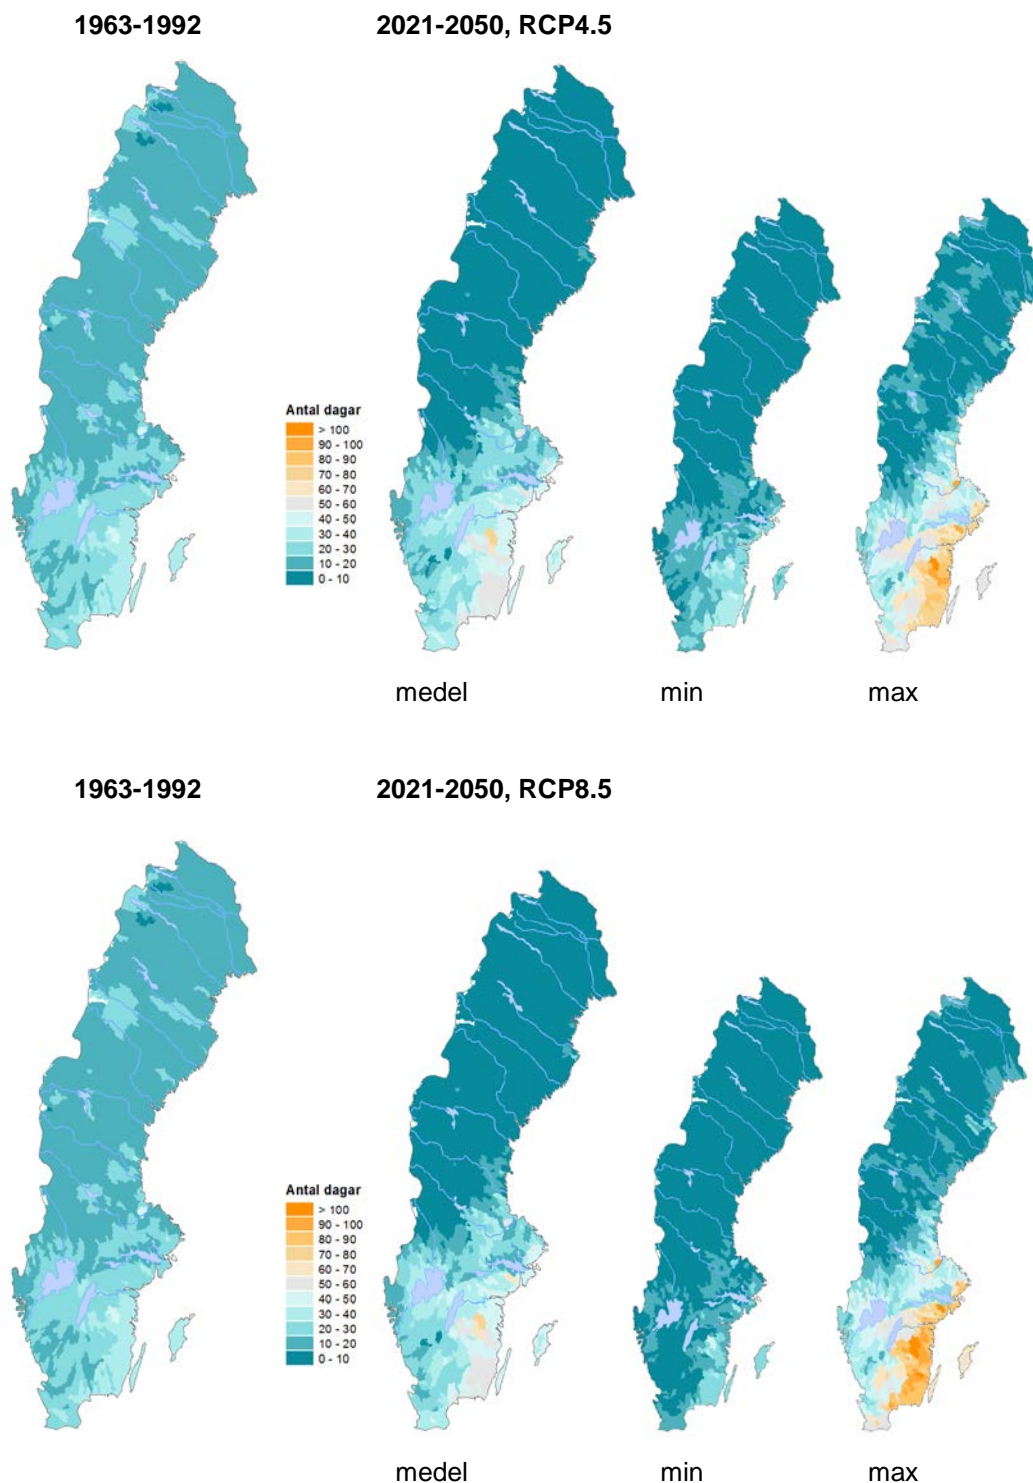 1963-1992
2021-2050, RCP4.5
Antal dagar
> 100
90 - 100
80 - 90
70 - 80
60 - 70
50 - 60
40 - 50
30 - 40
20 - 30
10 - 20
0 - 10
medel
min
max
1963-1992
2021-2050, RCP8.5
Antal dagar
> 100
90 - 100
80 - 90
70 - 80
60 - 70
50 - 60
40 - 50
30 - 40
20 - 30
10 - 20
0 - 10
medel
min
max